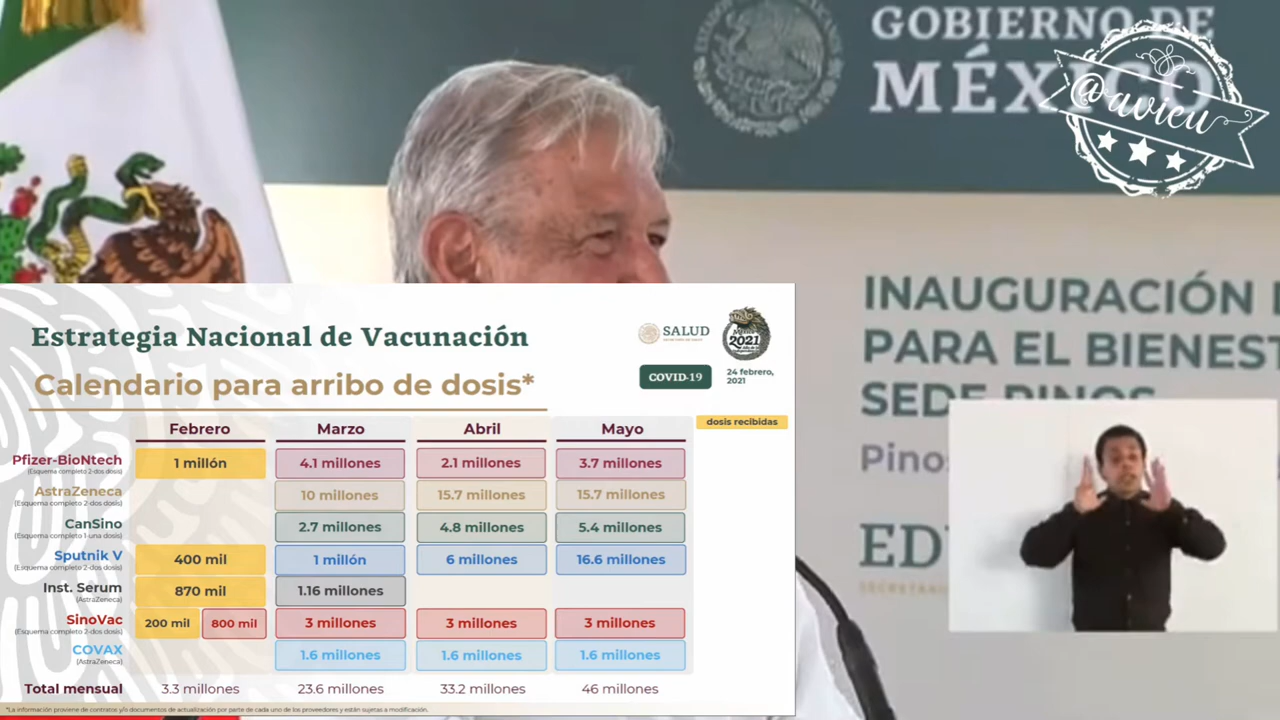 GOBIERNO DE
MÉXICO
@avieu
INAUGURACIÓN
PARA EL BIENEST
SEDE PINOS
Pinos
ED
Estrategia Nacional de Vacunación
SALUD
SECRETARÍA DE SALUD
México
2021
Calendario para arribo de dosis*
COVID-19
24 febrero,
2021
dosis recibidas
Febrero Marzo Abril Mayo
Pfizer-BioNtech 1 millón 4.1 millones 2.1 millones 3.7 millones
(Esquema completo 2-dos dosis)
AstraZeneca 10 millones 15.7 millones 15.7 millones
(Esquema completo 2-dos dosis)
CanSino 2.7 millones 4.8 millones 5.4 millones
(Esquema completo 1-una dosis)
Sputnik V 400 mil 1 millón 6 millones 16.6 millones
(Esquema completo 2-dos dosis)
Inst. Serum 870 mil 1.16 millones
(AstraZeneca)
SinoVac 200 mil 800 mil 3 millones 3 millones 3 millones
(Esquema completo 2-dos dosis)
COVAX 1.6 millones 1.6 millones 1.6 millones
(AstraZeneca)
Total mensual 3.3 millones 23.6 millones 33.2 millones 46 millones
*La información proviene de contratos y/o documentos de actualización por parte de cada uno de los proveedores y están sujetas a modificación.